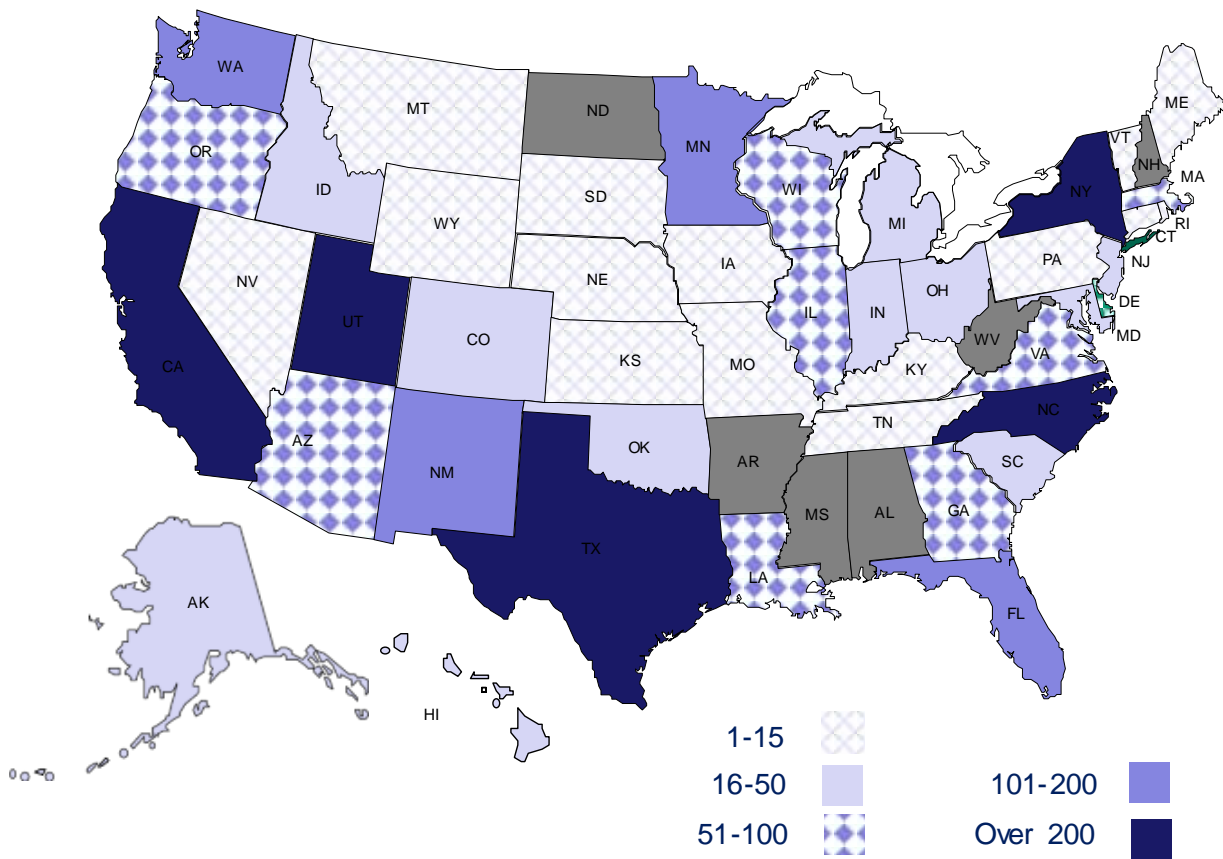 WA
MT
ND
ME
MN
VT
OR
NH
MA
ID
SD
WI
NY
WY
MI
RI
CT
IA
PA
NJ
NV
NE
OH
DE
UT
IL
IN
MD
CO
WV
VA
CA
KS
MO
KY
NC
TN
AZ
OK
SC
NM
AR
GA
MS
AL
TX
LA
AK
FL
HI
1-15
16-50
101-200
51-100
Over 200